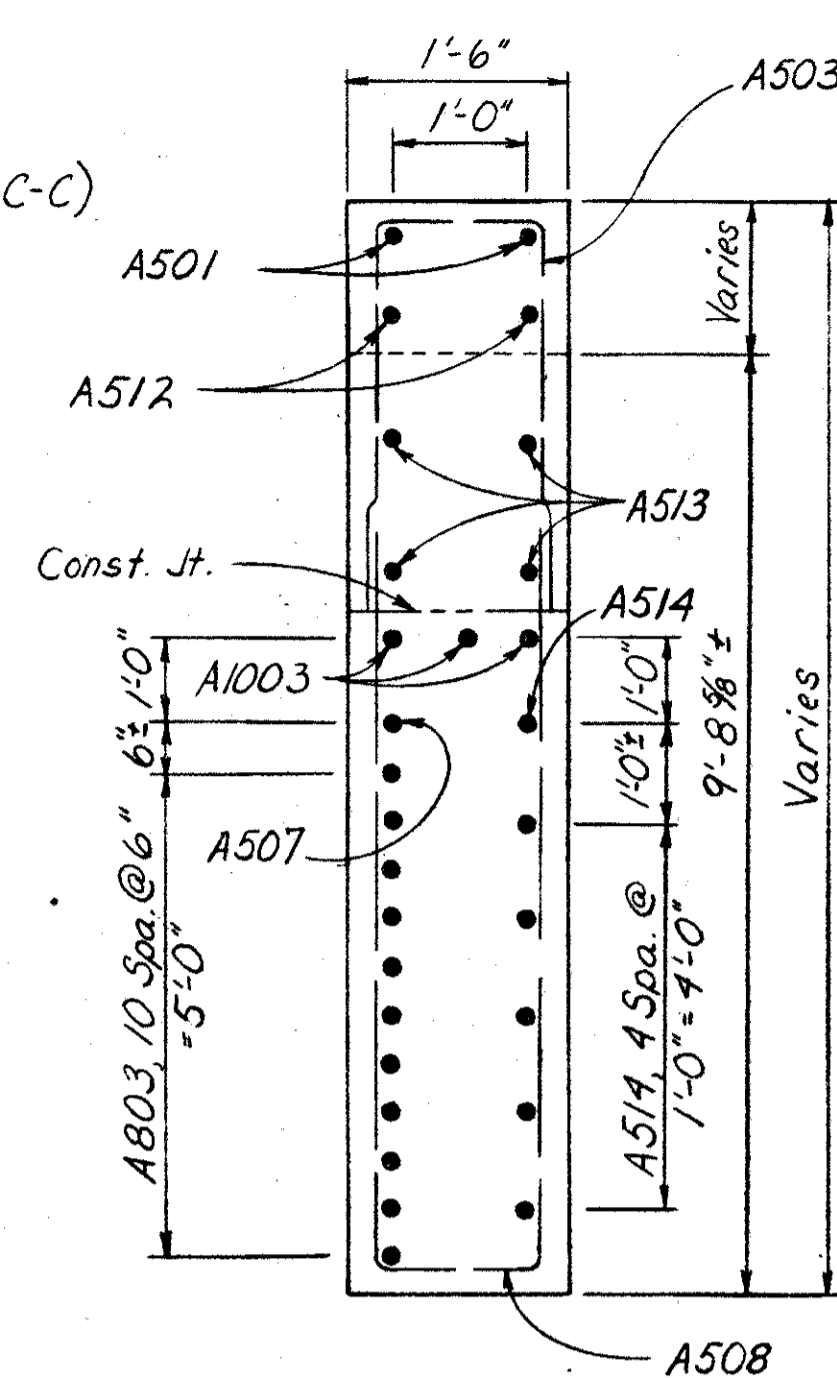 1'-6"
A503
1'-0"
C-C)
A501
Varies
A512
A513
Const. Jt.
A514
A1003
1'-0"
1'-0"
6"±
1'-0"±
9'-8 5/8" ±
Varies
A507
A803, 10 Spa. @ 6"
= 5'-0"
A514, 4 Spa. @
1'-0" = 4'-0"
A508